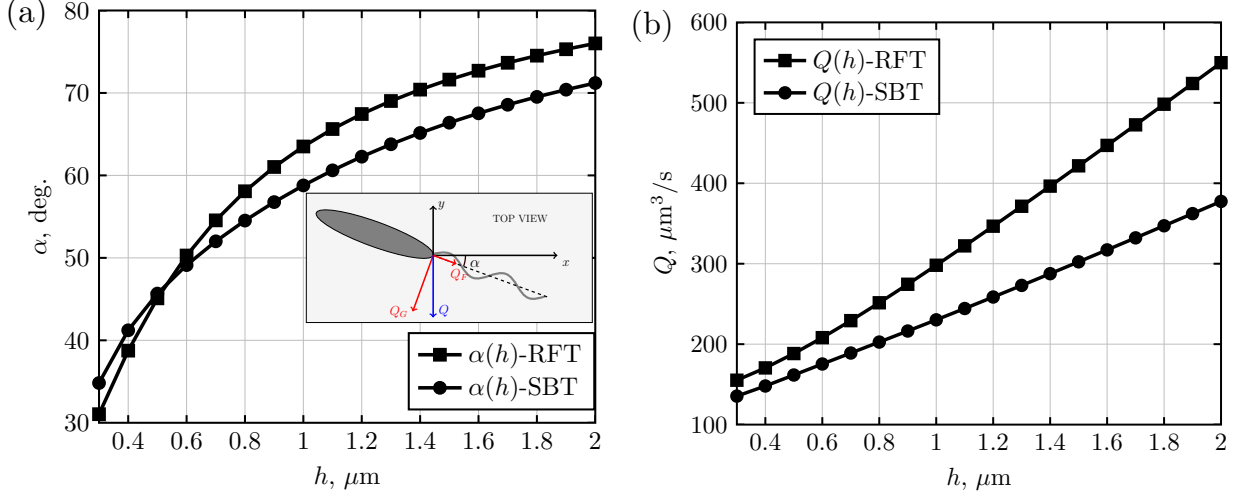 (a)
80
70
60
50
40
30
α, deg.
0.4 0.6 0.8 1 1.2 1.4 1.6 1.8 2
h, μm
TOP VIEW
y
x
α
Q_F
Q_G
Q
α(h)-RFT
α(h)-SBT
(b)
600
500
400
300
200
100
Q, μm³/s
0.4 0.6 0.8 1 1.2 1.4 1.6 1.8 2
h, μm
Q(h)-RFT
Q(h)-SBT